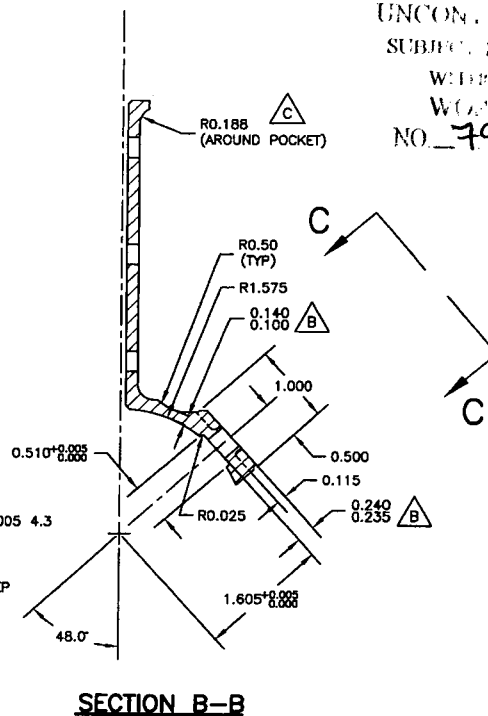 UNCON
SUBJEC
NO. 79
R0.188
(AROUND POCKET)
C
C
R0.50
(TYP)
R1.575
0.140
0.100
B
1.000
C
0.510+0.005
0.000
0.500
0.115
005 4.3
R0.025
0.240
0.235
B
1.605+0.005
0.000
48.0
SECTION B-B